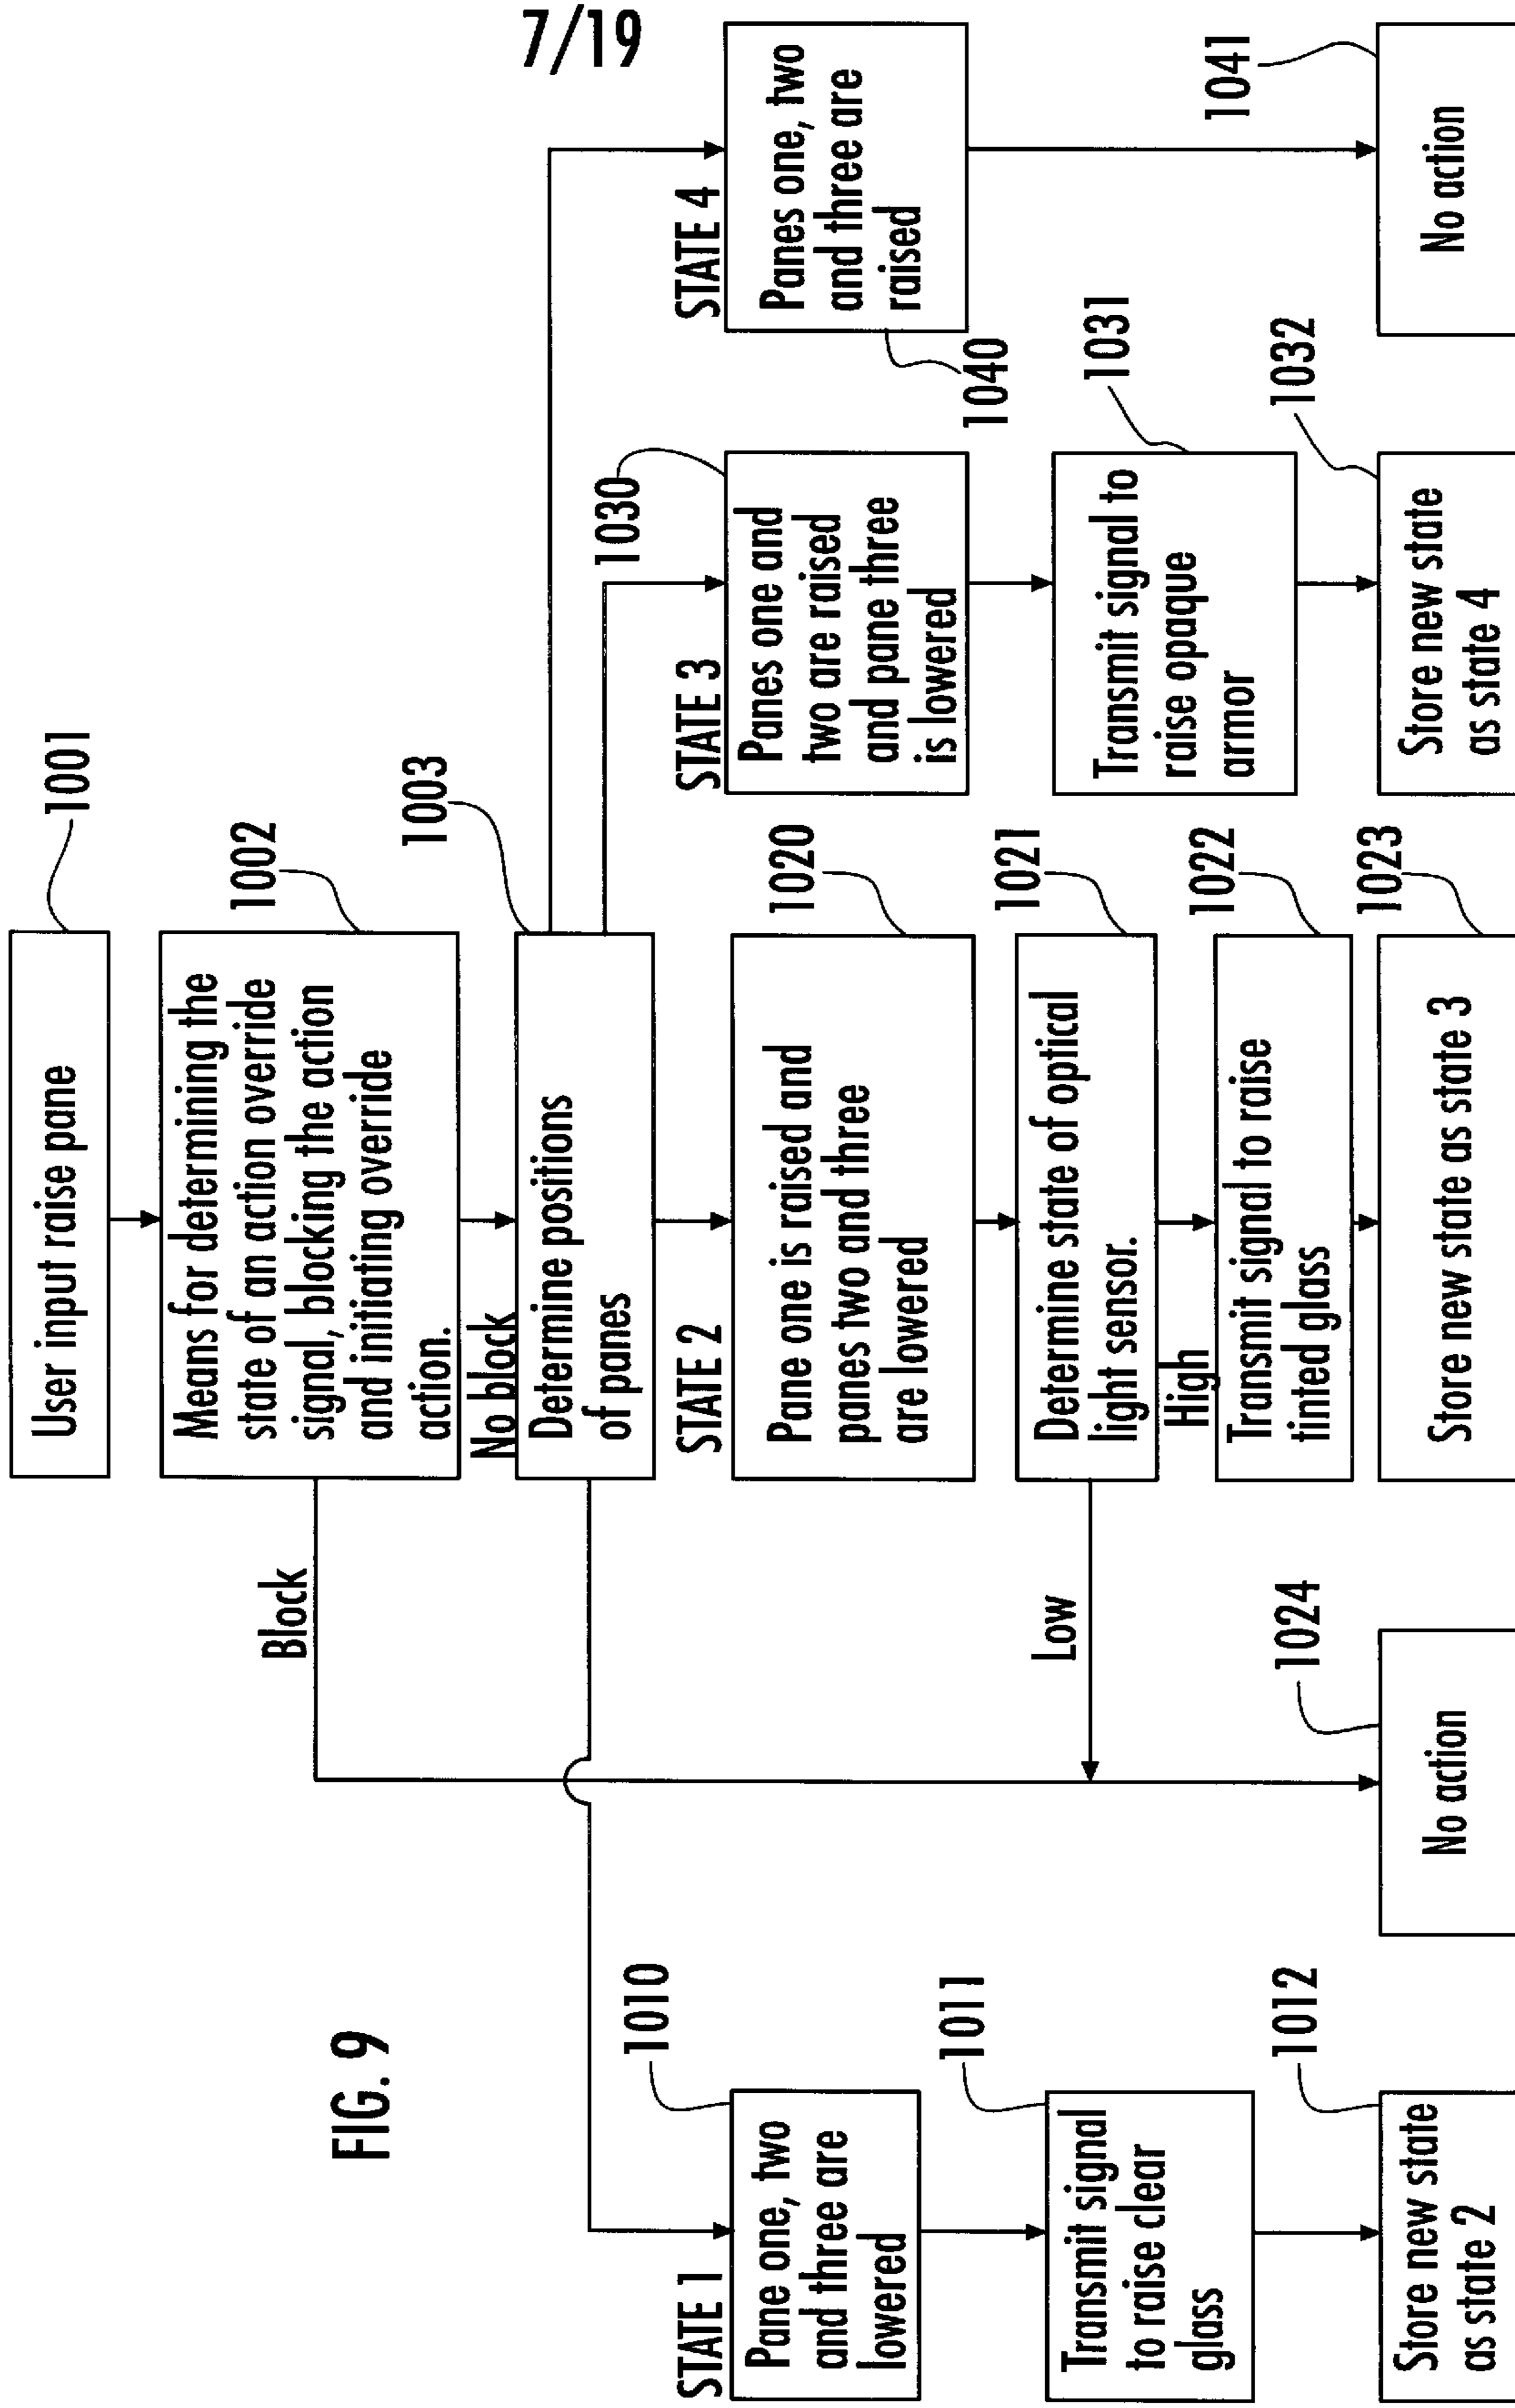 7/19
FIG. 9
User input raise pane
1001
Means for determining the
state of an action override
signal, blocking the action
and initiating override
action.
1002
Block
No block
Determine positions
of panes
1003
STATE 1
Pane one, two
and three are
lowered
1010
Transmit signal
to raise clear
glass
1011
Store new state
as state 2
1012
STATE 2
Pane one is raised and
panes two and three
are lowered
1020
Determine state of optical
light sensor.
1021
Low
High
Transmit signal to raise
tinted glass
1022
Store new state as state 3
1023
No action
1024
STATE 3
Panes one and
two are raised
and pane three
is lowered
1030
Transmit signal to
raise opaque
armor
1031
Store new state
as state 4
1032
STATE 4
Panes one, two
and three are
raised
1040
No action
1041